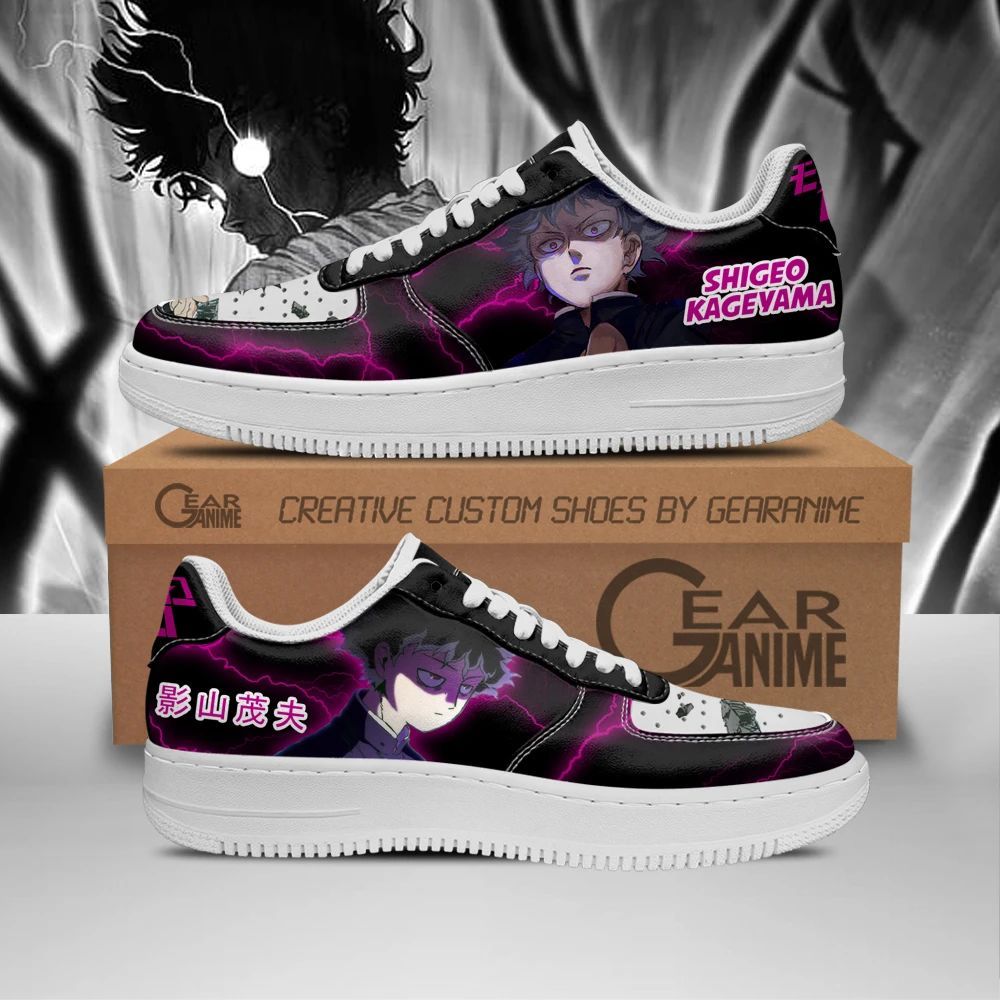 SHIGEO
KAGEYAMA
GEAR
ANIME
CREATIVE CUSTOM SHOES BY GEARANIME
GEAR
ANIME
影山茂夫